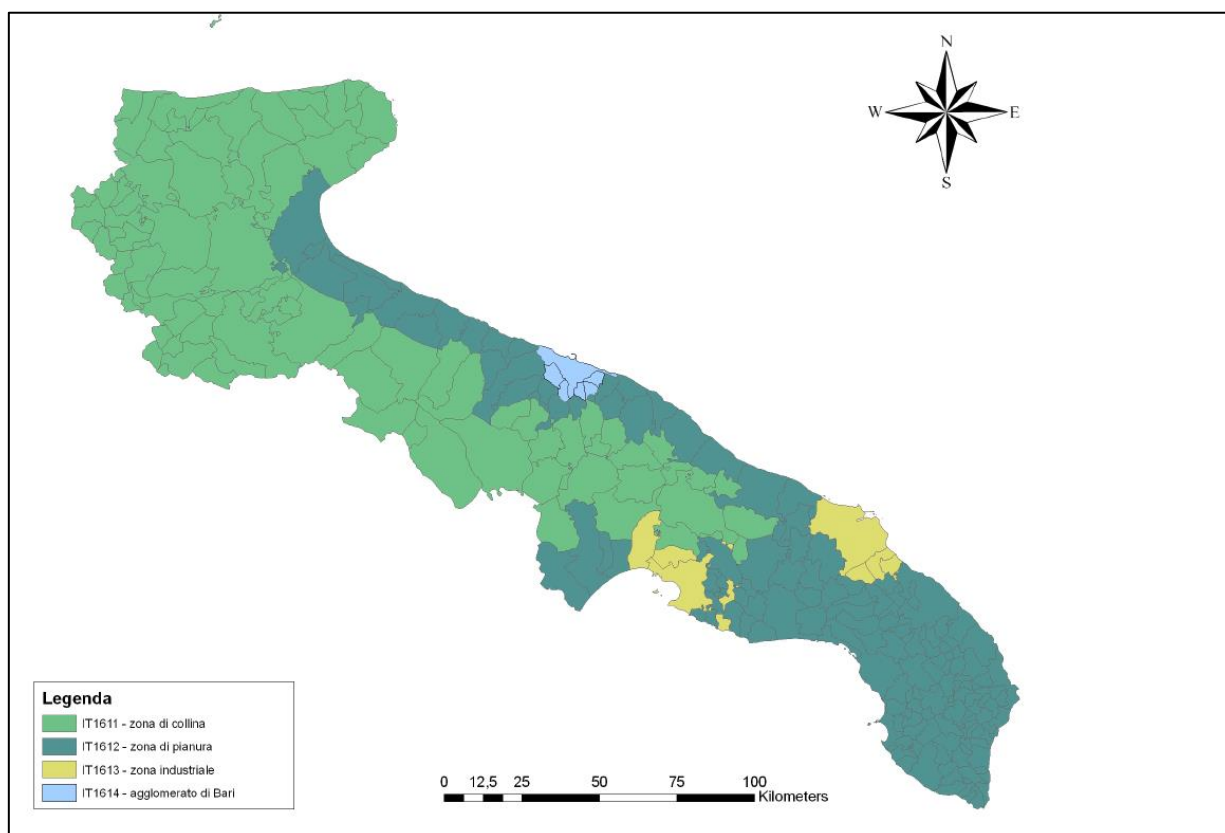 N
W E
S
Legenda
IT1611 - zona di collina
IT1612 - zona di pianura
IT1613 - zona industriale
IT1614 - agglomerato di Bari
0 12,5 25 50 75 100
Kilometers